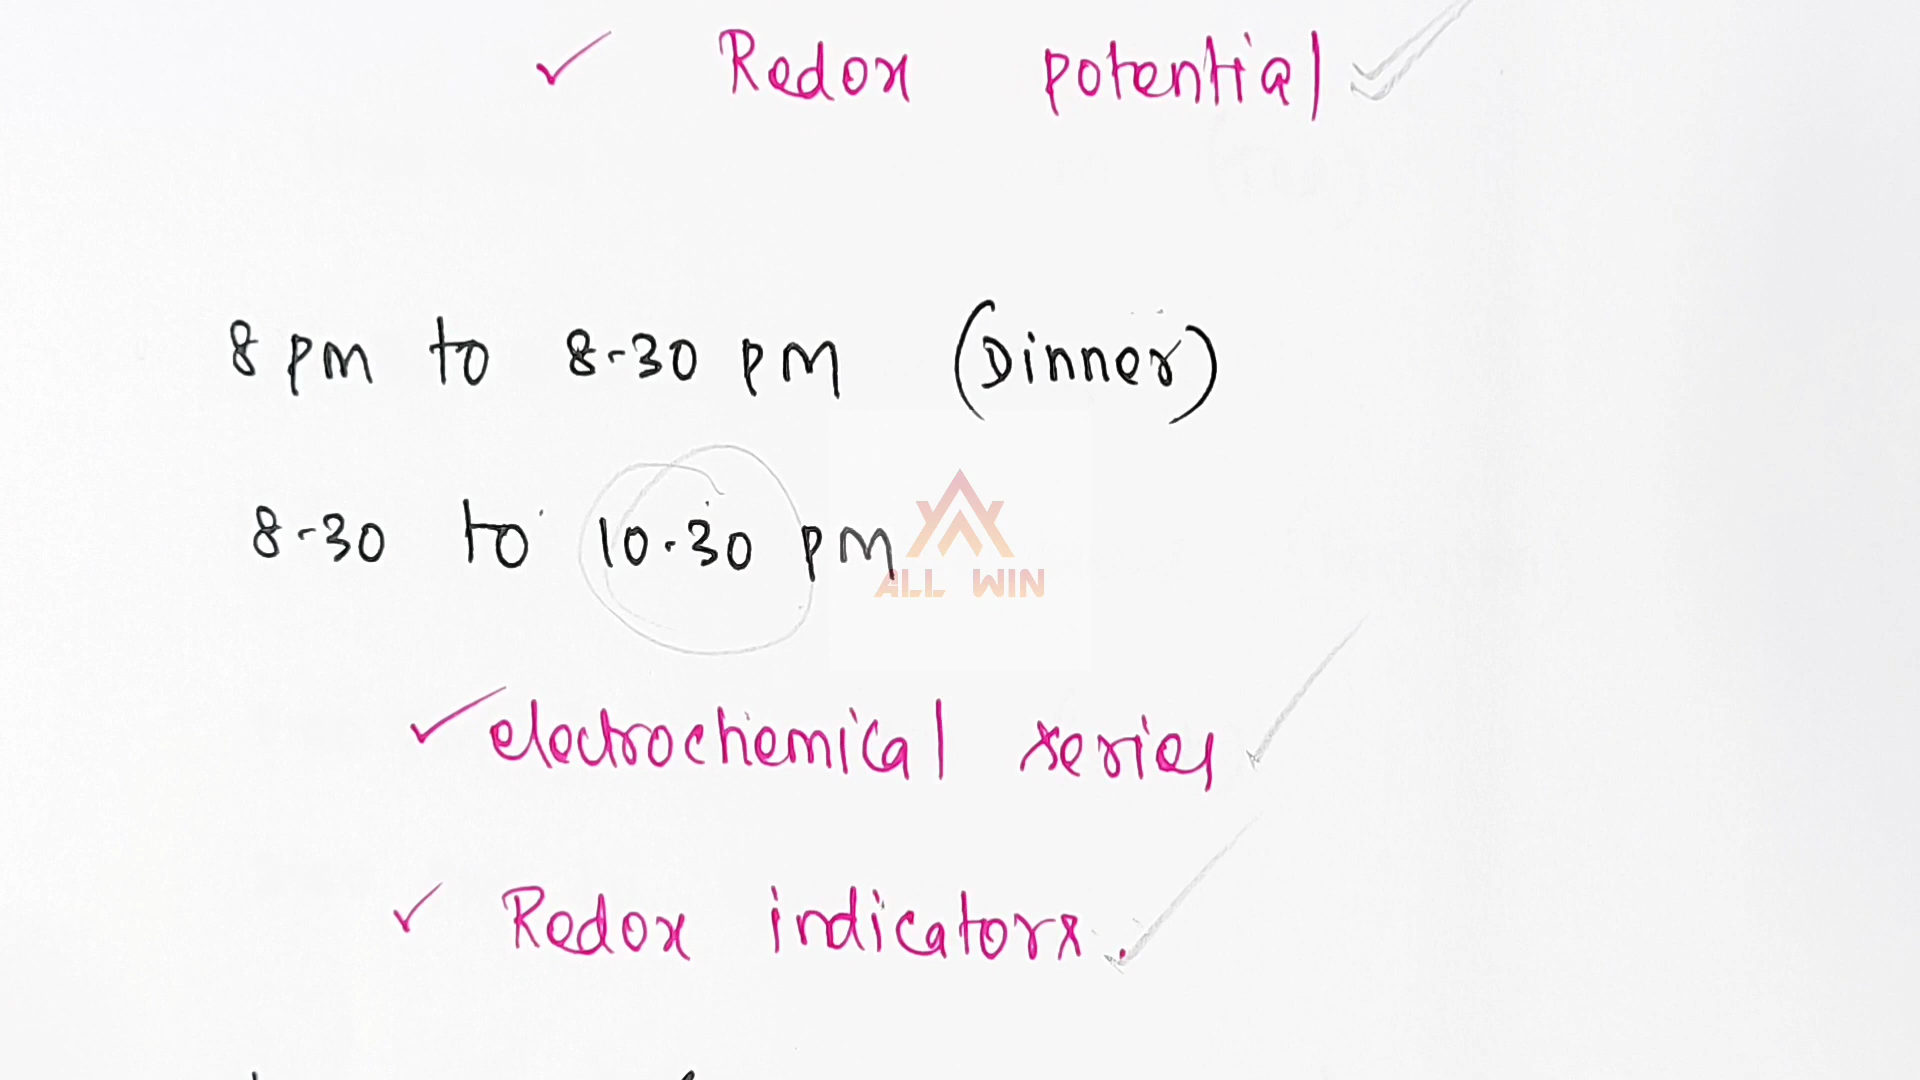 ✓ Redox potential
8 pm to 8-30 pm (Dinner)
8-30 to 10-30 pm
ALL WIN
✓ electrochemical series
✓ Redox indicators.